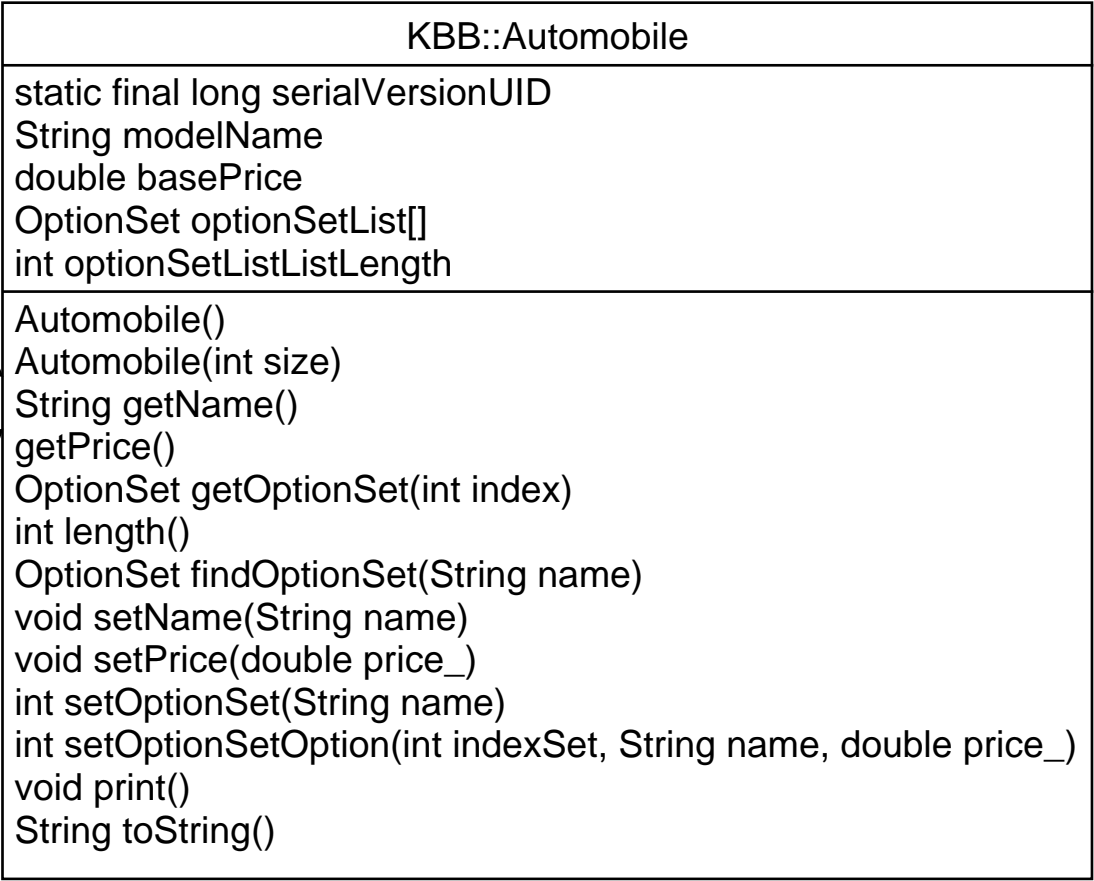 KBB::Automobile
static final long serialVersionUID
String modelName
double basePrice
OptionSet optionSetList[]
int optionSetListListLength
Automobile()
Automobile(int size)
String getName()
getPrice()
OptionSet getOptionSet(int index)
int length()
OptionSet findOptionSet(String name)
void setName(String name)
void setPrice(double price_)
int setOptionSet(String name)
int setOptionSetOption(int indexSet, String name, double price_)
void print()
String toString()